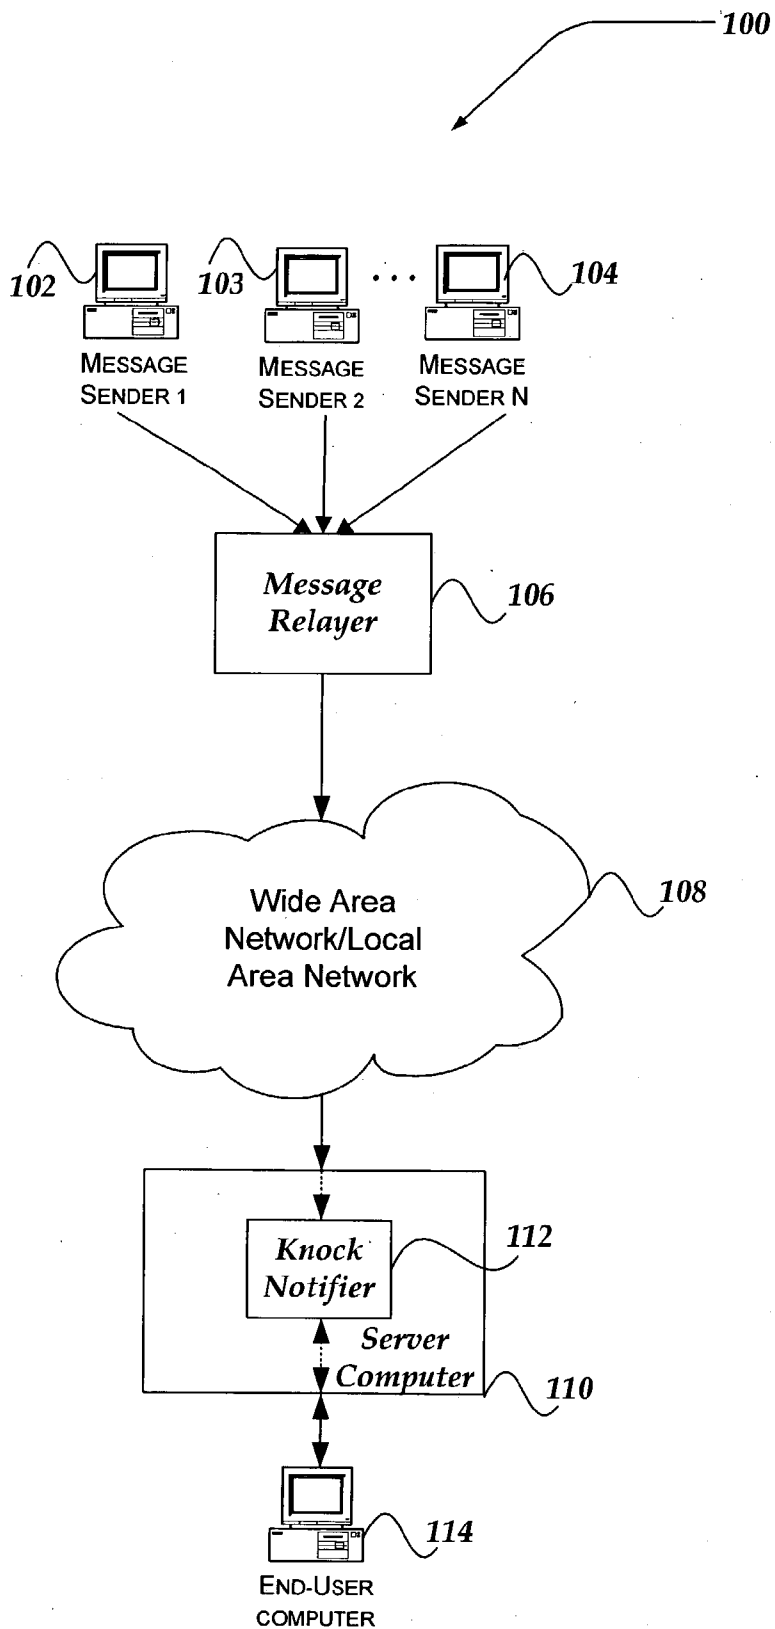 100
102
103
...
104
MESSAGE
SENDER 1
MESSAGE
SENDER 2
MESSAGE
SENDER N
Message
Relayer
106
Wide Area
Network/Local
Area Network
108
Knock
Notifier
112
Server
Computer
110
114
END-USER
COMPUTER